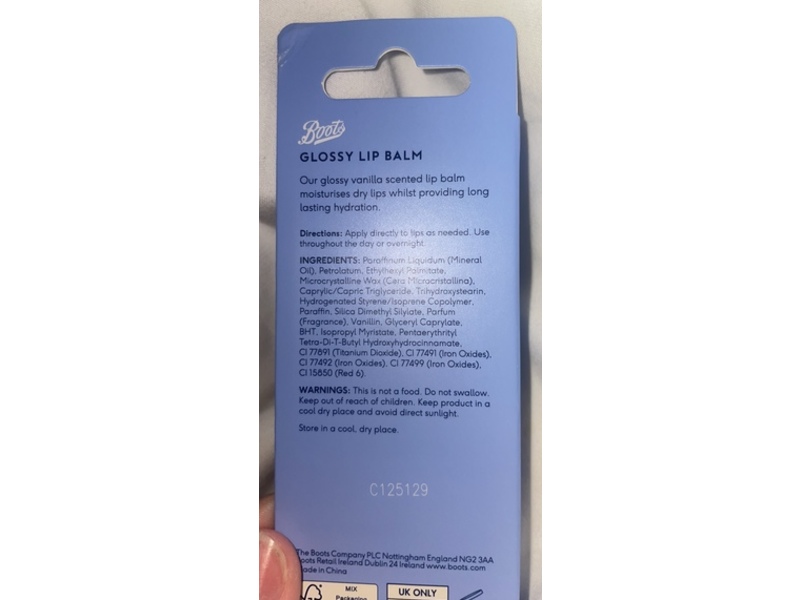 Boots
GLOSSY LIP BALM
Our glossy vanilla scented lip balm
moisturises dry lips whilst providing long
lasting hydration.
Directions: Apply directly to lips as needed. Use
throughout the day or overnight.
INGREDIENTS: Paraffinum Liquidum (Mineral
Oil), Petrolatum, Ethylhexyl Palmitate,
Microcrystalline Wax (Cera Microcristallina),
Caprylic/Capric Triglyceride, Trihydroxystearin,
Hydrogenated Styrene/Isoprene Copolymer,
Paraffin, Silica Dimethyl Silylate, Parfum
(Fragrance), Vanillin, Glyceryl Caprylate,
BHT, Isopropyl Myristate, Pentaerythrityl
Tetra-Di-T-Butyl Hydroxyhydrocinnamate,
CI 77891 (Titanium Dioxide), CI 77491 (Iron Oxides),
CI 77492 (Iron Oxides), CI 77499 (Iron Oxides),
CI 15850 (Red 6).
WARNINGS: This is not a food. Do not swallow.
Keep out of reach of children. Keep product in a
cool dry place and avoid direct sunlight.
Store in a cool, dry place.
C125129
The Boots Company PLC Nottingham England NG2 3AA
Boots Retail Ireland Dublin 24 Ireland www.boots.com
Made in China
MIX
Packaging
UK ONLY